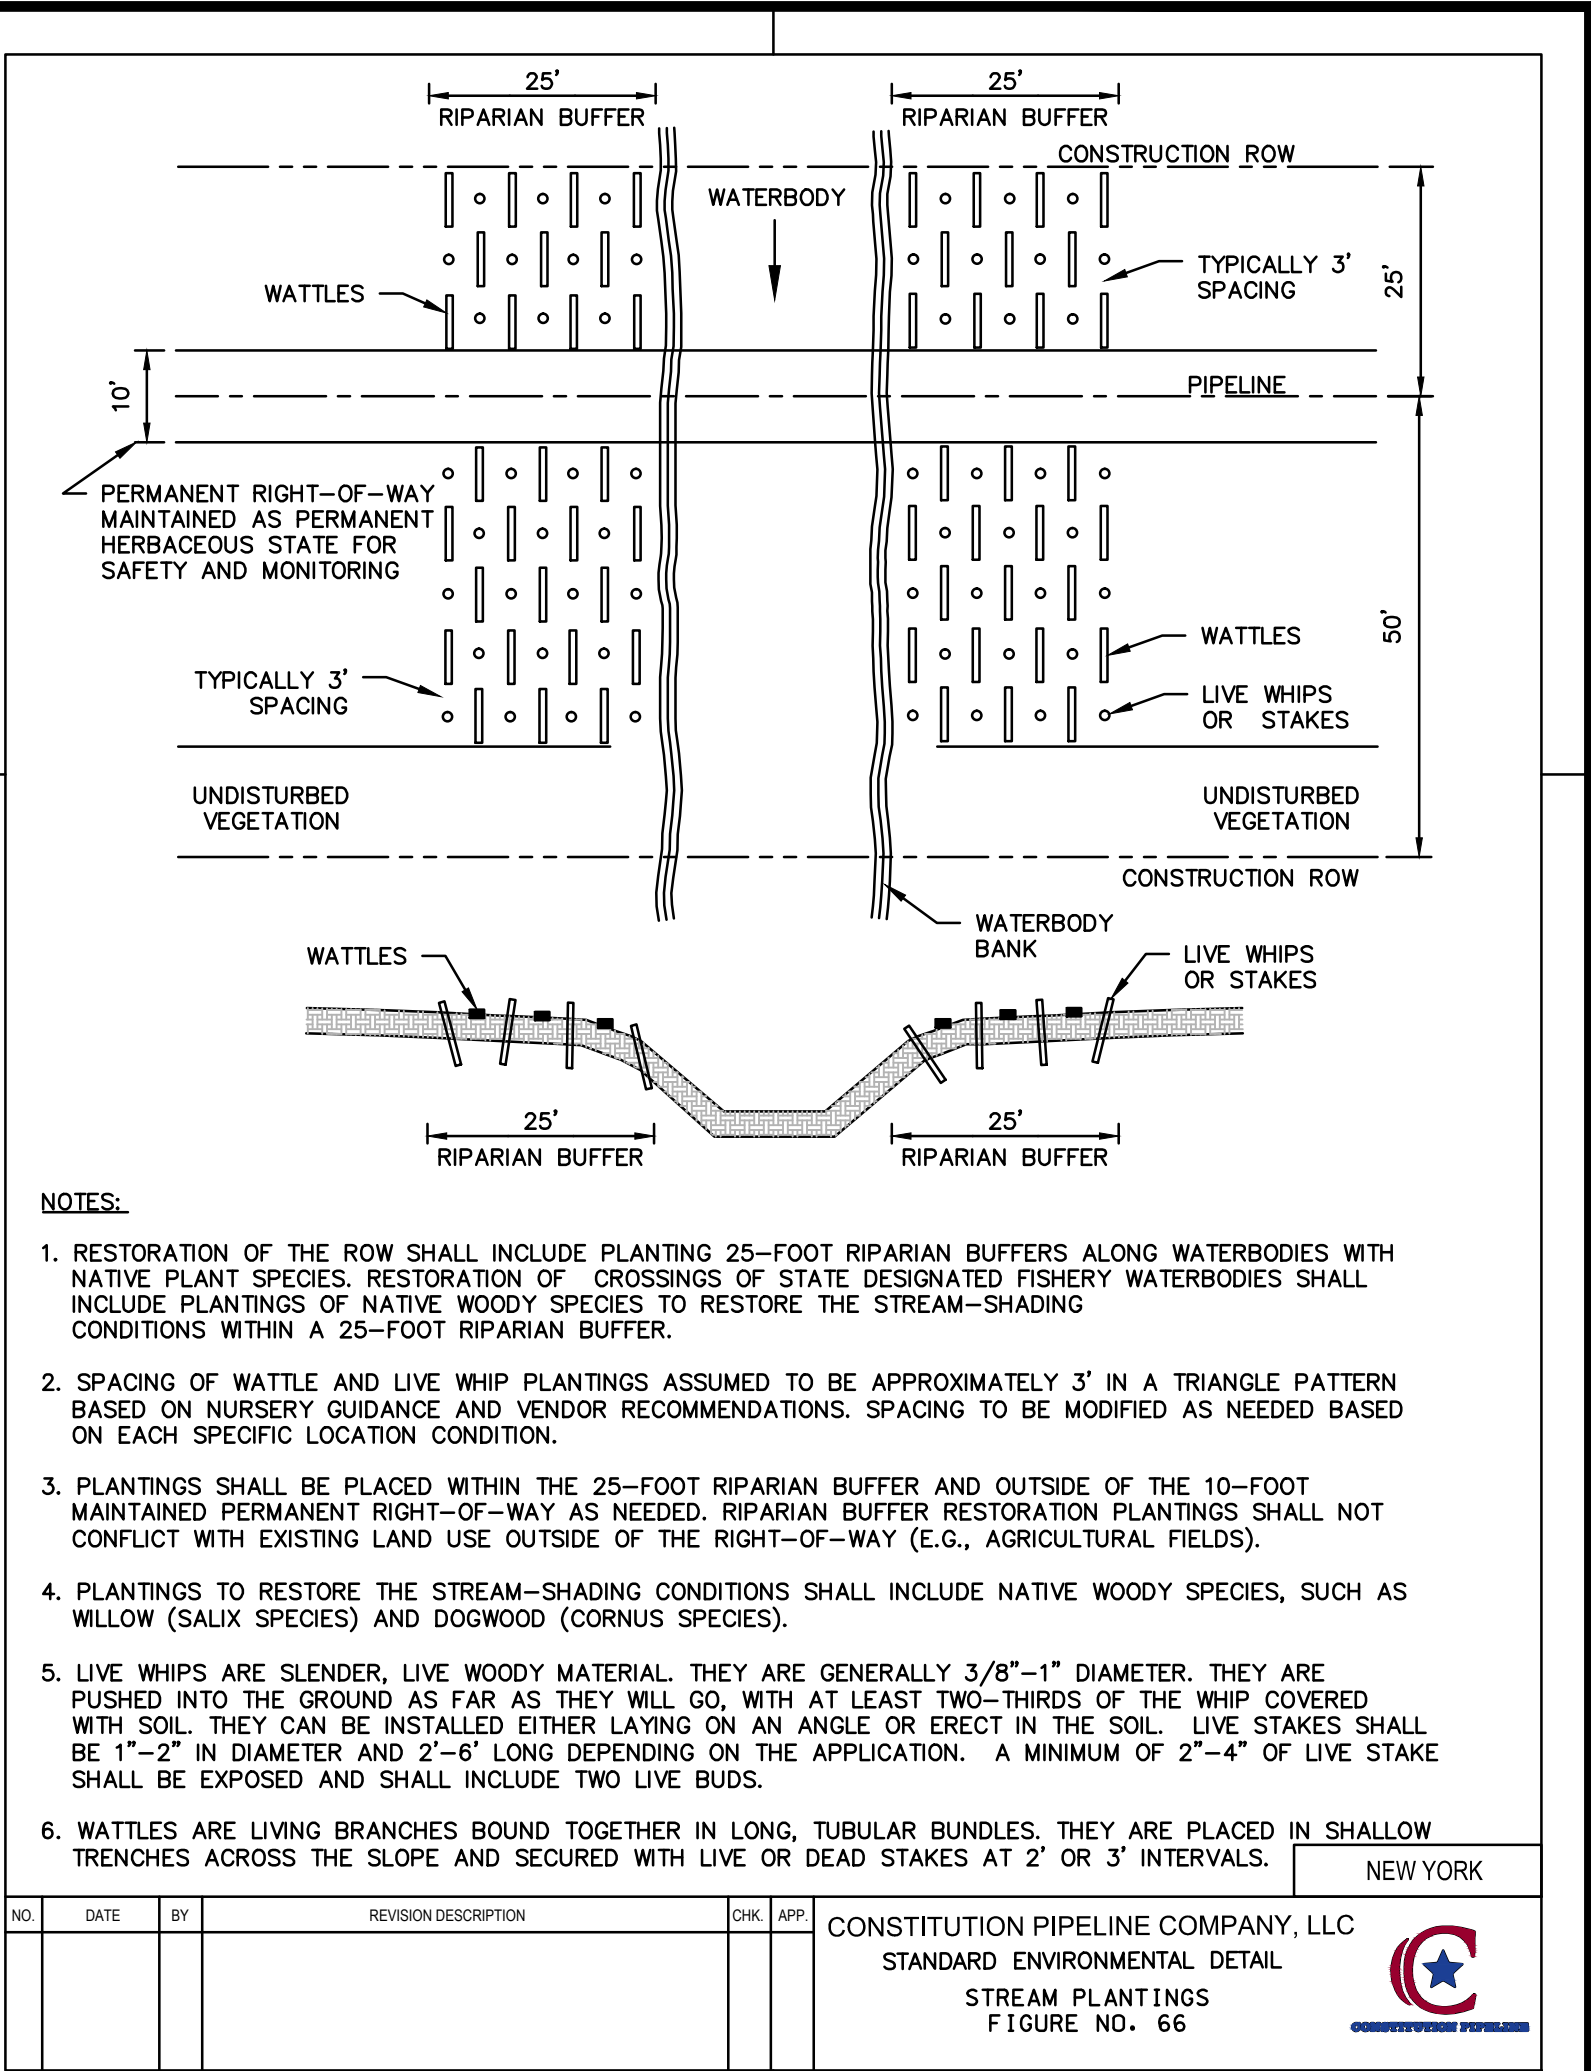 25'
RIPARIAN BUFFER
25'
RIPARIAN BUFFER
CONSTRUCTION ROW
WATERBODY
WATTLES
TYPICALLY 3'
SPACING
25'
10'
PIPELINE
PERMANENT RIGHT-OF-WAY
MAINTAINED AS PERMANENT
HERBACEOUS STATE FOR
SAFETY AND MONITORING
50'
WATTLES
TYPICALLY 3'
SPACING
LIVE WHIPS
OR STAKES
UNDISTURBED
VEGETATION
UNDISTURBED
VEGETATION
CONSTRUCTION ROW
WATERBODY
BANK
WATTLES
LIVE WHIPS
OR STAKES
25'
RIPARIAN BUFFER
25'
RIPARIAN BUFFER
NOTES:
1. RESTORATION OF THE ROW SHALL INCLUDE PLANTING 25-FOOT RIPARIAN BUFFERS ALONG WATERBODIES WITH
NATIVE PLANT SPECIES. RESTORATION OF CROSSINGS OF STATE DESIGNATED FISHERY WATERBODIES SHALL
INCLUDE PLANTINGS OF NATIVE WOODY SPECIES TO RESTORE THE STREAM-SHADING
CONDITIONS WITHIN A 25-FOOT RIPARIAN BUFFER.
2. SPACING OF WATTLE AND LIVE WHIP PLANTINGS ASSUMED TO BE APPROXIMATELY 3' IN A TRIANGLE PATTERN
BASED ON NURSERY GUIDANCE AND VENDOR RECOMMENDATIONS. SPACING TO BE MODIFIED AS NEEDED BASED
ON EACH SPECIFIC LOCATION CONDITION.
3. PLANTINGS SHALL BE PLACED WITHIN THE 25-FOOT RIPARIAN BUFFER AND OUTSIDE OF THE 10-FOOT
MAINTAINED PERMANENT RIGHT-OF-WAY AS NEEDED. RIPARIAN BUFFER RESTORATION PLANTINGS SHALL NOT
CONFLICT WITH EXISTING LAND USE OUTSIDE OF THE RIGHT-OF-WAY (E.G., AGRICULTURAL FIELDS).
4. PLANTINGS TO RESTORE THE STREAM-SHADING CONDITIONS SHALL INCLUDE NATIVE WOODY SPECIES, SUCH AS
WILLOW (SALIX SPECIES) AND DOGWOOD (CORNUS SPECIES).
5. LIVE WHIPS ARE SLENDER, LIVE WOODY MATERIAL. THEY ARE GENERALLY 3/8"-1" DIAMETER. THEY ARE
PUSHED INTO THE GROUND AS FAR AS THEY WILL GO, WITH AT LEAST TWO-THIRDS OF THE WHIP COVERED
WITH SOIL. THEY CAN BE INSTALLED EITHER LAYING ON AN ANGLE OR ERECT IN THE SOIL. LIVE STAKES SHALL
BE 1"-2" IN DIAMETER AND 2'-6' LONG DEPENDING ON THE APPLICATION. A MINIMUM OF 2"-4" OF LIVE STAKE
SHALL BE EXPOSED AND SHALL INCLUDE TWO LIVE BUDS.
6. WATTLES ARE LIVING BRANCHES BOUND TOGETHER IN LONG, TUBULAR BUNDLES. THEY ARE PLACED IN SHALLOW
TRENCHES ACROSS THE SLOPE AND SECURED WITH LIVE OR DEAD STAKES AT 2' OR 3' INTERVALS.
NEW YORK
NO. DATE BY REVISION DESCRIPTION CHK. APP.
CONSTITUTION PIPELINE COMPANY, LLC
STANDARD ENVIRONMENTAL DETAIL
STREAM PLANTINGS
FIGURE NO. 66
CONSTITUTION PIPELINE